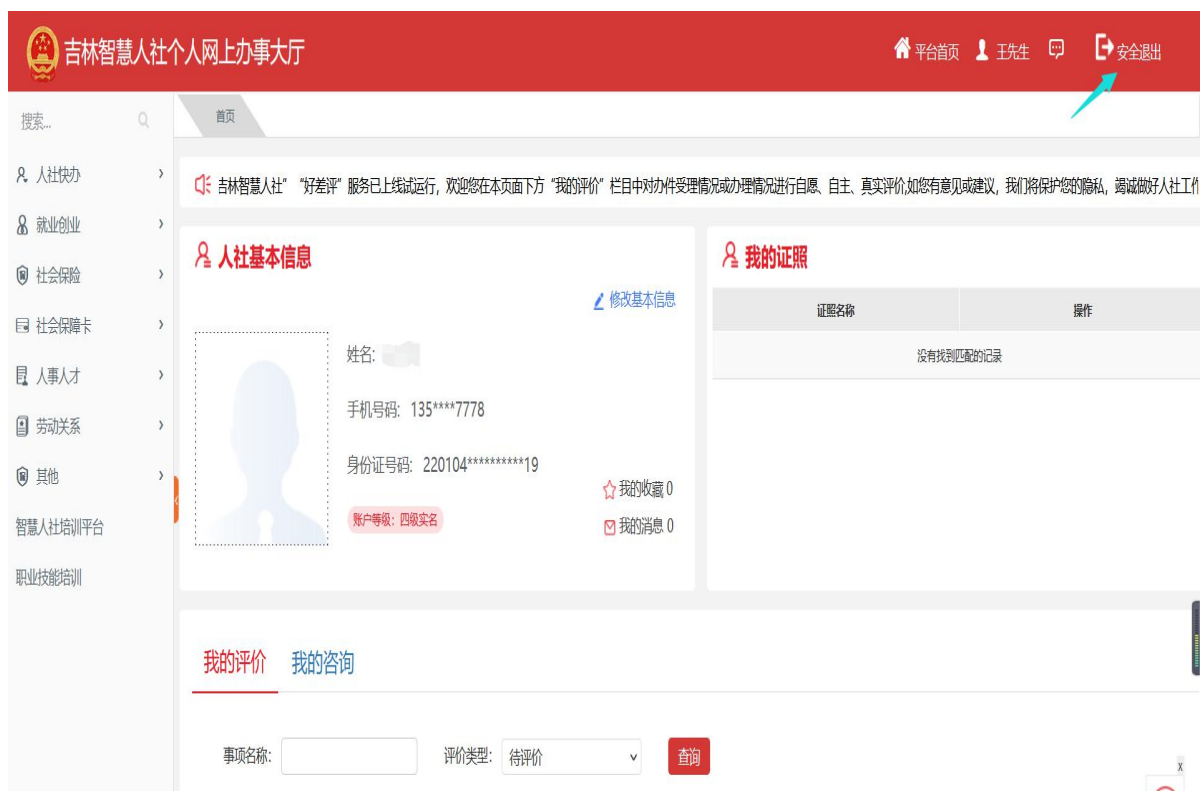 吉林智慧人社个人网上办事大厅
平台首页 王先生 安全退出
搜索...
首页
人社快办
就业创业
社会保险
社会保障卡
人事人才
劳动关系
其他
智慧人社培训平台
职业技能培训
吉林智慧人社” “好差评” 服务已上线试运行，欢迎您在本页面下方 “我的评价” 栏目中对办件受理情况或办理情况进行自愿、自主、真实评价,如您有意见或建议，我们将保护您的隐私，竭诚做好人社工作
人社基本信息
修改基本信息
姓名:
手机号码: 135****7778
身份证号码: 220104**********19
账户等级: 四级实名
我的收藏 0
我的消息 0
我的证照
证照名称 操作
没有找到匹配的记录
我的评价 我的咨询
事项名称: 评价类型: 待评价 查询
x